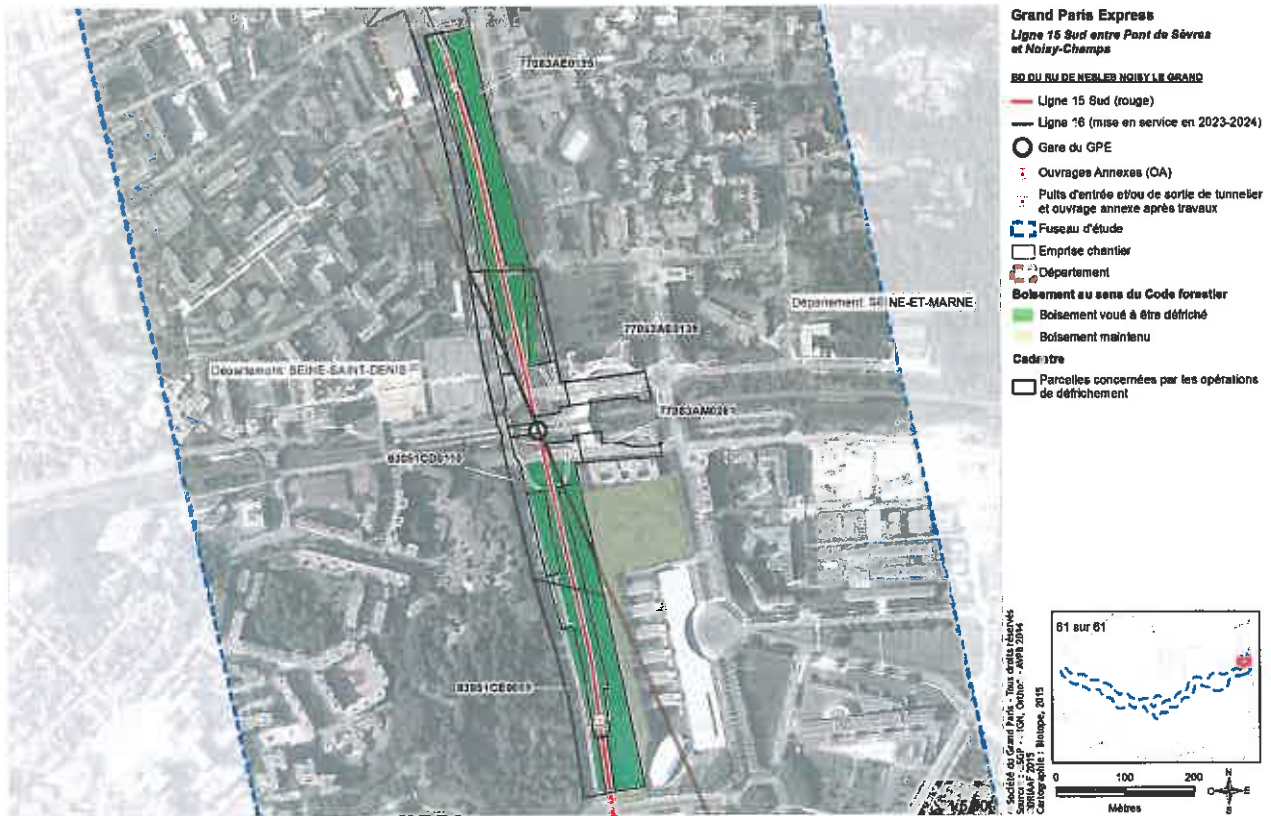 Grand Paris Express
Ligne 15 Sud entre Pont de Sèvres
et Noisy-Champs
BD DU RU DE NESLES NOISY LE GRAND
Ligne 15 Sud (rouge)
Ligne 16 (mise en service en 2023-2024)
Gare du GPE
Ouvrages Annexes (OA)
Puits d'entrée et/ou de sortie de tunnelier
et ouvrage annexe après travaux
Fuseau d'étude
Emprise chantier
Département
Boisement au sens du Code forestier
Boisement voué à être défriché
Boisement maintenu
Cadastre
Parcelles concernées par les opérations
de défrichement
77083AE0139
Département: SEINE-ET-MARNE
Département: SEINE-SAINT-DENIS
77083AM0281
61 sur 61
Société du Grand Paris - Tous droits réservés
DRIAAF 2015
Cartographie : Biotope, 2015
0 100 200
Mètres
N
O E
S